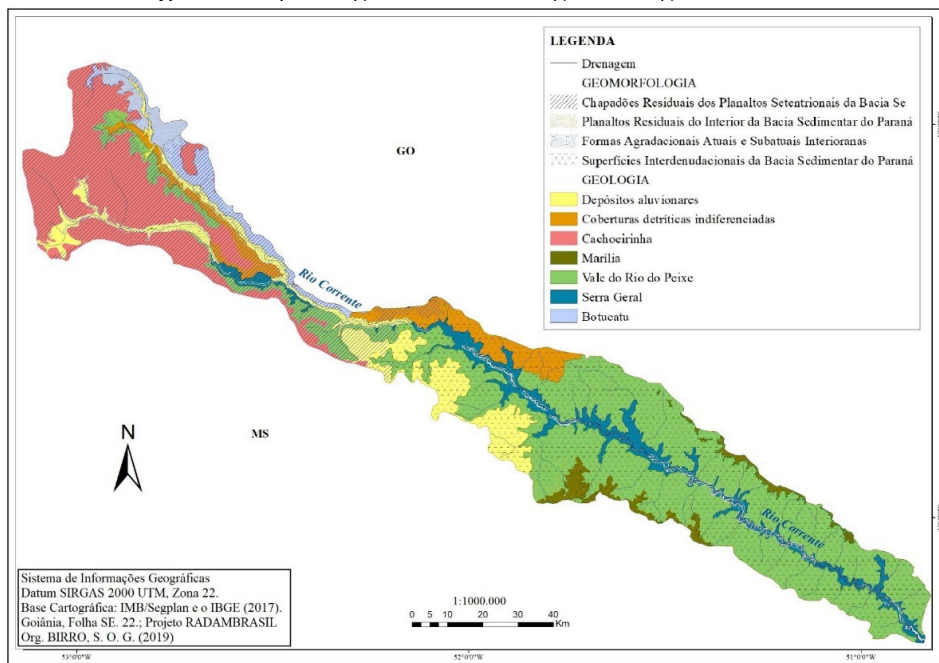 LEGENDA
Drenagem
GEOMORFOLOGIA
Chapadões Residuais dos Planaltos Setentrionais da Bacia Se
Planaltos Residuais do Interior da Bacia Sedimentar do Paraná
Formas Agradacionais Atuais e Subatuais Interioranas
Superfícies Interdenudacionais da Bacia Sedimentar do Paraná
GEOLOGIA
Depósitos aluvionares
Coberturas detríticas indiferenciadas
Cachoeirinha
Marília
Vale do Rio do Peixe
Serra Geral
Botucatu
GO
Rio Corrente
MS
N
Rio Corrente
Sistema de Informações Geográficas
Datum SIRGAS 2000 UTM, Zona 22.
Base Cartográfica: IMB/Segplan e o IBGE (2017).
Goiânia, Folha SE. 22.; Projeto RADAMBRASIL
Org. BIRRO, S. O. G. (2019)
1:1000.000
0 5 10 20 30 40
Km
53°0'0"W 52°0'0"W 51°0'0"W